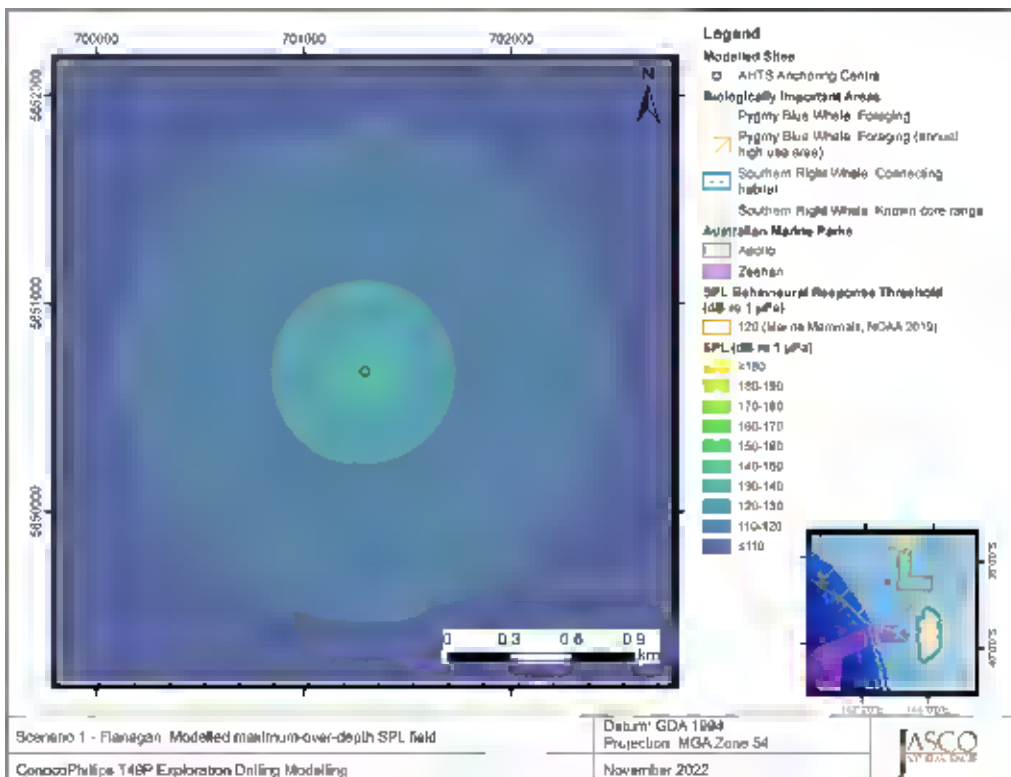 700000 701000 702000
5852000
5851000
5850000
N
0 0.3 0.6 0.9
km
Legend
Modelled Sites
AHTS Anchoring Centre
Biologically Important Areas
Pygmy Blue Whale: Foraging
Pygmy Blue Whale: Foraging (annual
high use area)
Southern Right Whale: Connecting
habitat
Southern Right Whale: Known core range
Australian Marine Parks
Apollo
Zeehan
SPL Behavioural Response Threshold
(dB re 1 µPa)
120 (Marine Mammals, NOAA 2019)
SPL (dB re 1 µPa)
180-190
170-180
160-170
150-160
140-150
130-140
120-130
110-120
≤110
40°00'S
Scenario 1 - Flanagan: Modelled maximum-over-depth SPL field
ConocoPhillips T49P Exploration Drilling Modelling
Datum: GDA 1994
Projection: MGA Zone 54
November 2022
JASCO